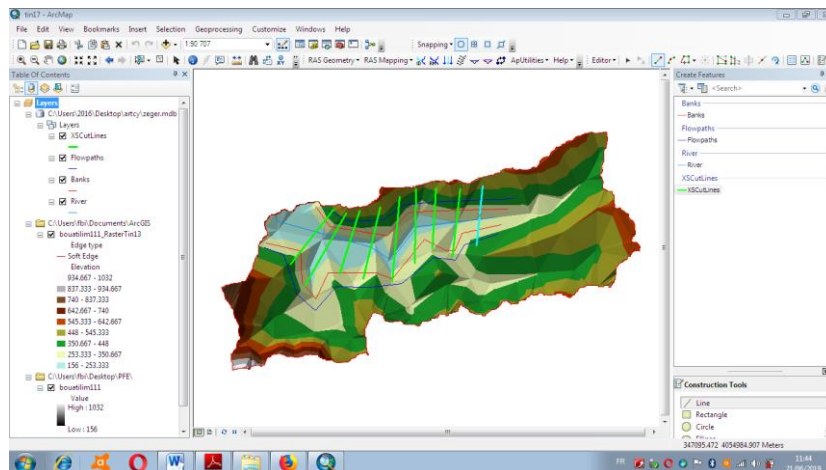 tin17 - ArcMap
File Edit View Bookmarks Insert Selection Geoprocessing Customize Windows Help
1:90 707
Snapping
RAS Geometry RAS Mapping ApUtilities Help Editor
Table Of Contents
Create Features
<Search>
Layers
C:\Users\2016\Desktop\artcy\zeger.mdb
Layers
XSCutLines
Flowpaths
Banks
River
C:\Users\fbi\Documents\ArcGIS
bouatilim111_RasterTin13
Edge type
Soft Edge
Elevation
934.667 - 1032
837.333 - 934.667
740 - 837.333
642.667 - 740
545.333 - 642.667
448 - 545.333
350.667 - 448
253.333 - 350.667
156 - 253.333
C:\Users\fbi\Desktop\PFE\
bouatilim111
Value
High : 1032
Low : 156
Banks
Banks
Flowpaths
Flowpaths
River
River
XSCutLines
XSCutLines
Construction Tools
Line
Rectangle
Circle
347095.472 4054984.907 Meters
FR
11:44